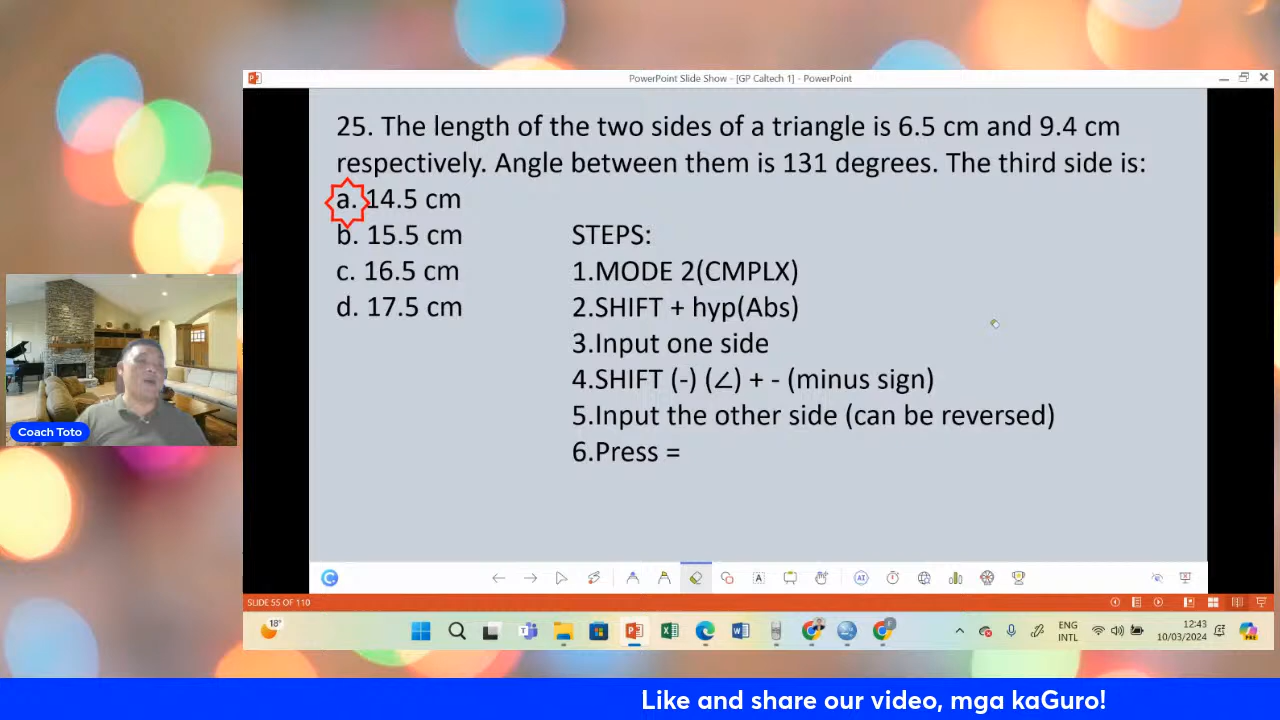 PowerPoint Slide Show - [GP Caltech 1] - PowerPoint
25. The length of the two sides of a triangle is 6.5 cm and 9.4 cm
respectively. Angle between them is 131 degrees. The third side is:
a. 14.5 cm
b. 15.5 cm
c. 16.5 cm
d. 17.5 cm
STEPS:
1.MODE 2(CMPLX)
2.SHIFT + hyp(Abs)
3.Input one side
4.SHIFT (-) (∠) + - (minus sign)
5.Input the other side (can be reversed)
6.Press =
Coach Toto
SLIDE 55 OF 110
18°
ENG
INTL
12:43
10/03/2024
Like and share our video, mga kaGuro!